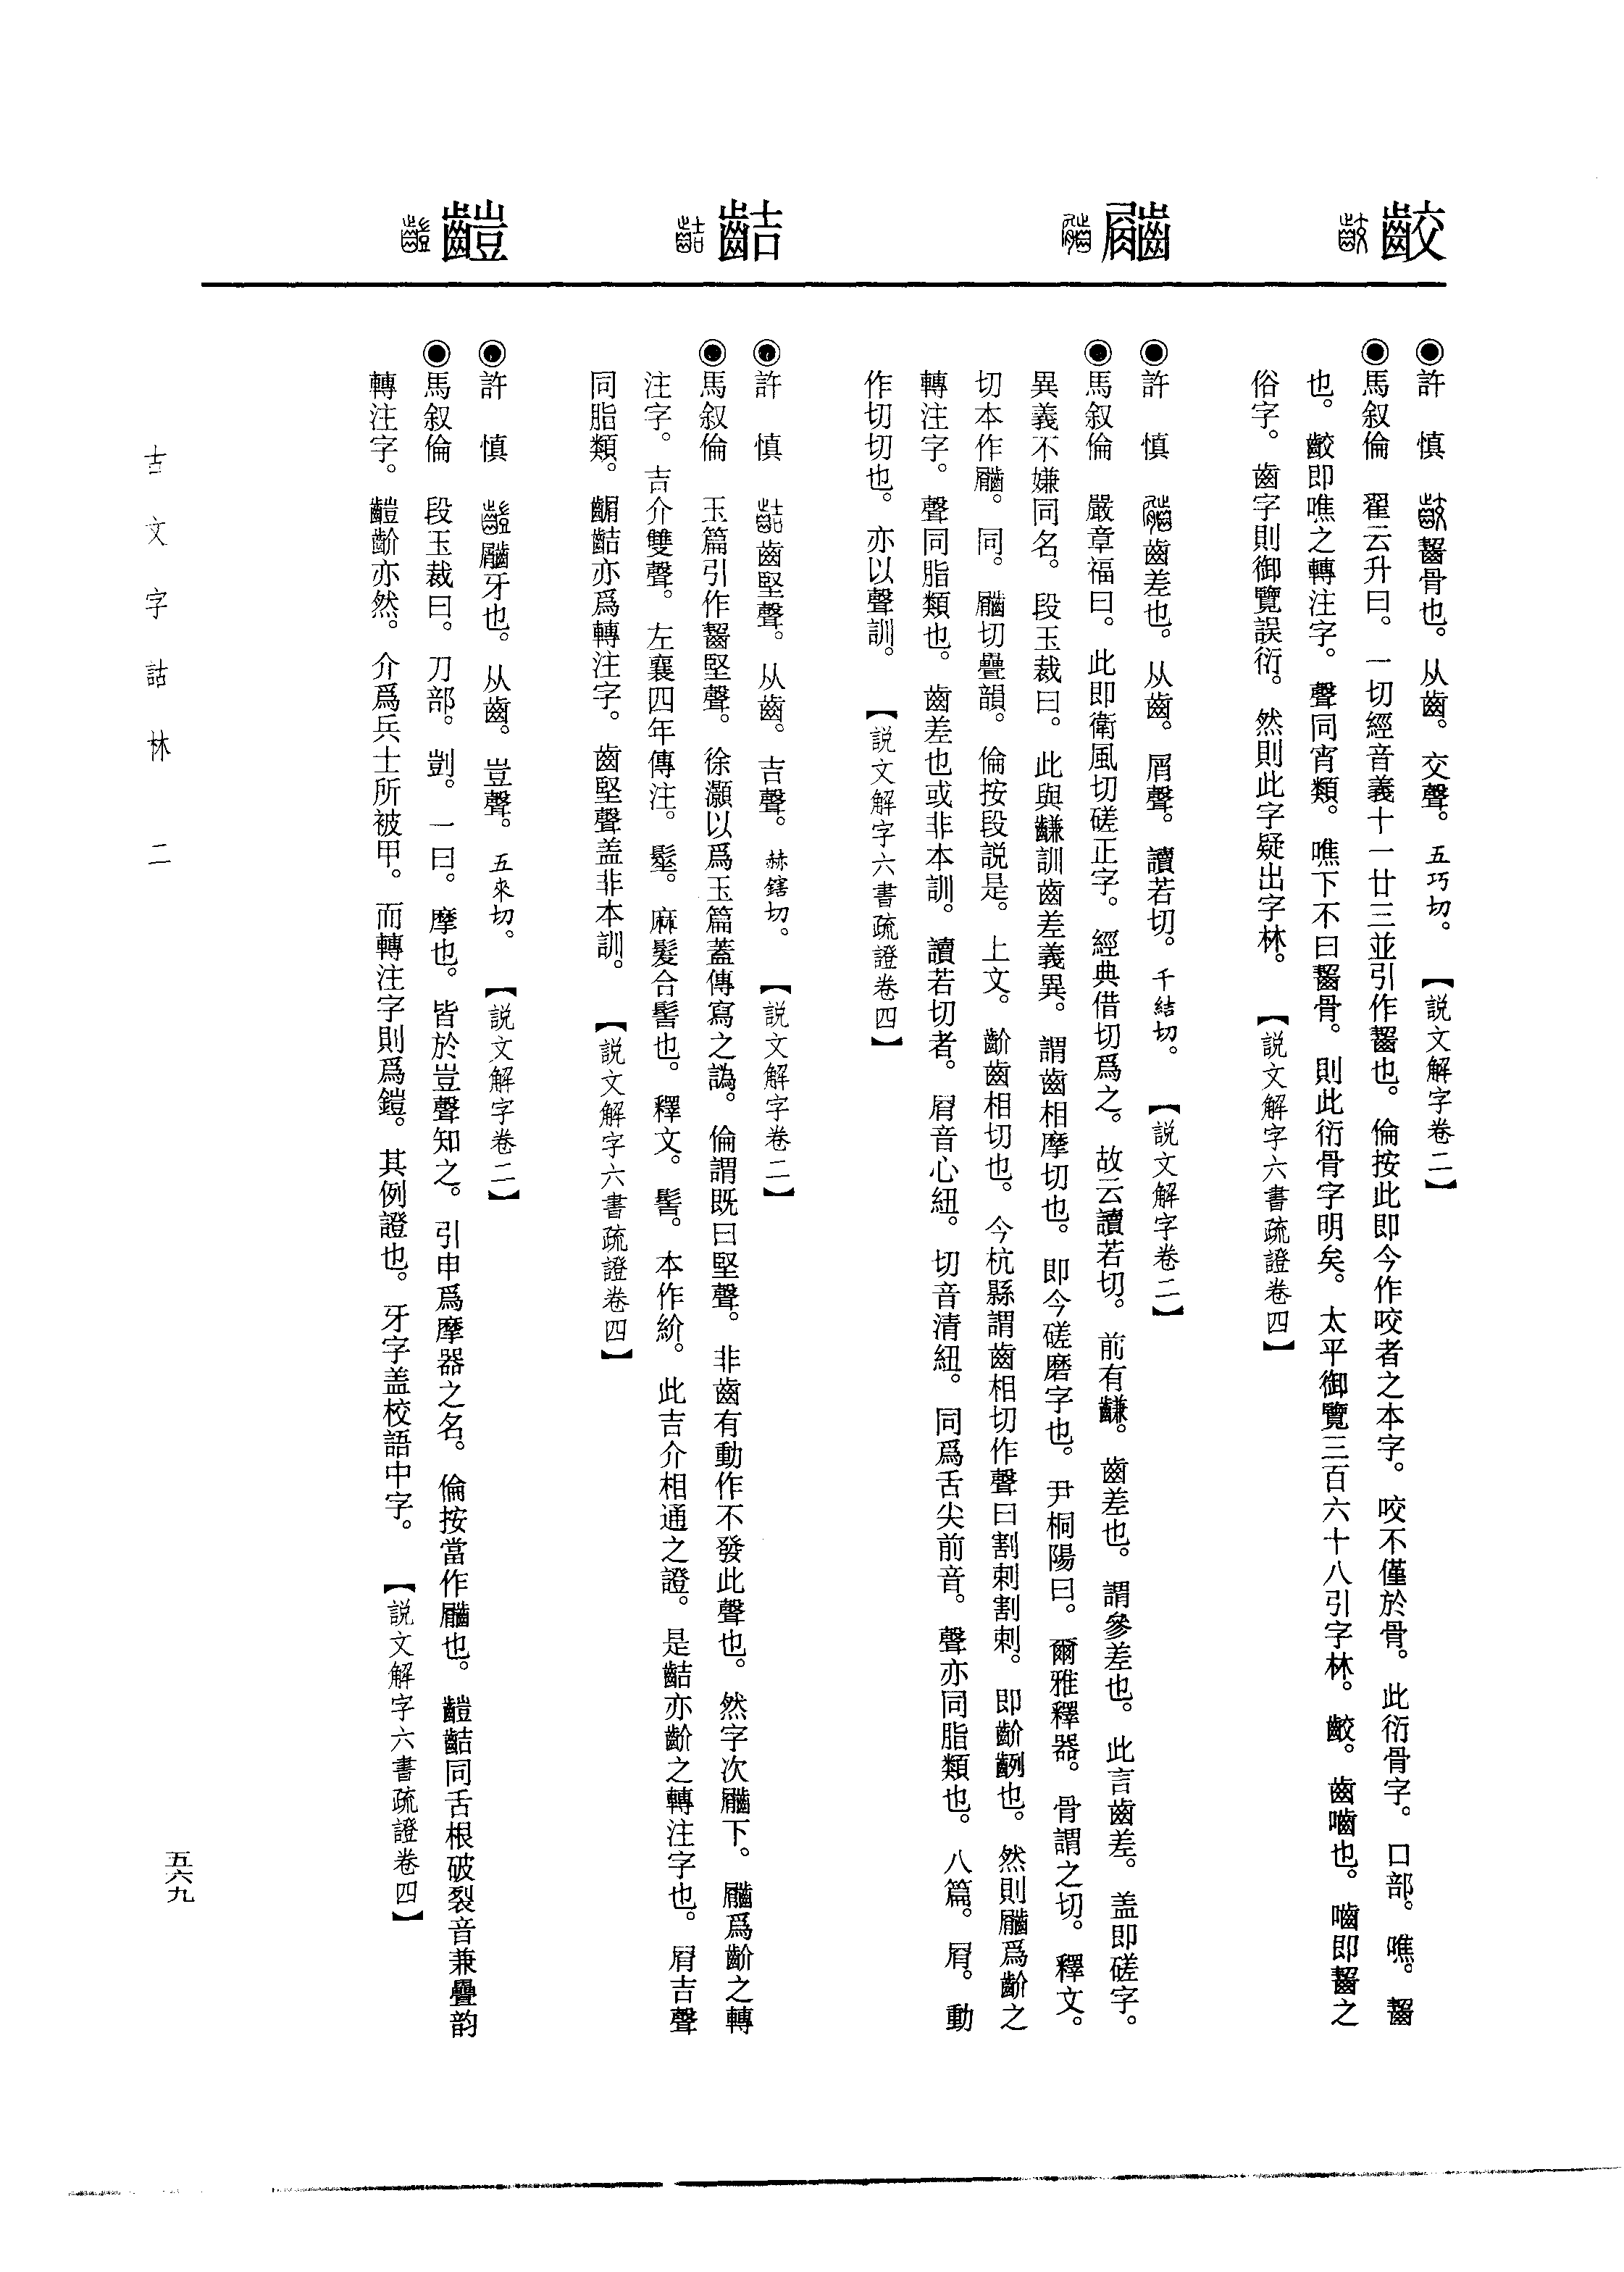 齩
◉許　慎　齧骨也。从齒。交聲。五巧切。【説文解字卷二】
◉馬叙倫　翟云升曰。一切經音義十一廿三並引作齧也。倫按此即今作咬者之本字。咬不僅於骨。此衍骨字。口部。噍。齧
也。齩即噍之轉注字。聲同宵類。噍下不曰齧骨。則此衍骨字明矣。太平御覽三百六十八引字林。齩。齒嚙也。嚙即齧之
俗字。齒字則御覽誤衍。然則此字疑出字林。【説文解字六書疏證卷四】
𪘬
◉許　慎　齒差也。从齒。屑聲。讀若切。千結切。【説文解字卷二】
◉馬叙倫　嚴章福曰。此即衛風切磋正字。經典借切爲之。故云讀若切。前有䶢。齒差也。謂參差也。此言齒差。盖即磋字。
異義不嫌同名。段玉裁曰。此與䶢訓齒差義異。謂齒相摩切也。即今磋磨字也。尹桐陽曰。爾雅釋器。骨謂之切。釋文。
切本作𪘬。同。𪘬切疊韻。倫按段説是。上文。齘齒相切也。今杭縣謂齒相切作聲曰割刺割刺。即齘䶛也。然則𪘬爲齘之
轉注字。聲同脂類也。齒差也或非本訓。讀若切者。屑音心紐。切音清紐。同爲舌尖前音。聲亦同脂類也。八篇。屑。動
作切切也。亦以聲訓。【説文解字六書疏證卷四】
齰
◉許　慎　齒堅聲。从齒。吉聲。赫鎋切。【説文解字卷二】
◉馬叙倫　玉篇引作齧堅聲。徐灝以爲玉篇蓋傳寫之譌。倫謂既曰堅聲。非齒有動作不發此聲也。然字次𪘬下。𪘬爲齘之轉
注字。吉介雙聲。左襄四年傳注。髽。麻髮合髻也。釋文。髻。本作紒。此吉介相通之證。是𪗾亦齘之轉注字也。屑吉聲
同脂類。𪘬𪗾亦爲轉注字。齒堅聲盖非本訓。【説文解字六書疏證卷四】
齾
◉許　慎　𪘬牙也。从齒。豈聲。五來切。【説文解字卷二】
◉馬叙倫　段玉裁曰。刀部。剴。一曰。摩也。皆於豈聲知之。引申爲摩器之名。倫按當作𪘬也。𪘲𪗾同舌根破裂音兼疊韵
轉注字。𪘲齘亦然。介爲兵士所被甲。而轉注字則爲鎧。其例證也。牙字盖校語中字。【説文解字六書疏證卷四】
古文字詁林　二
五六九